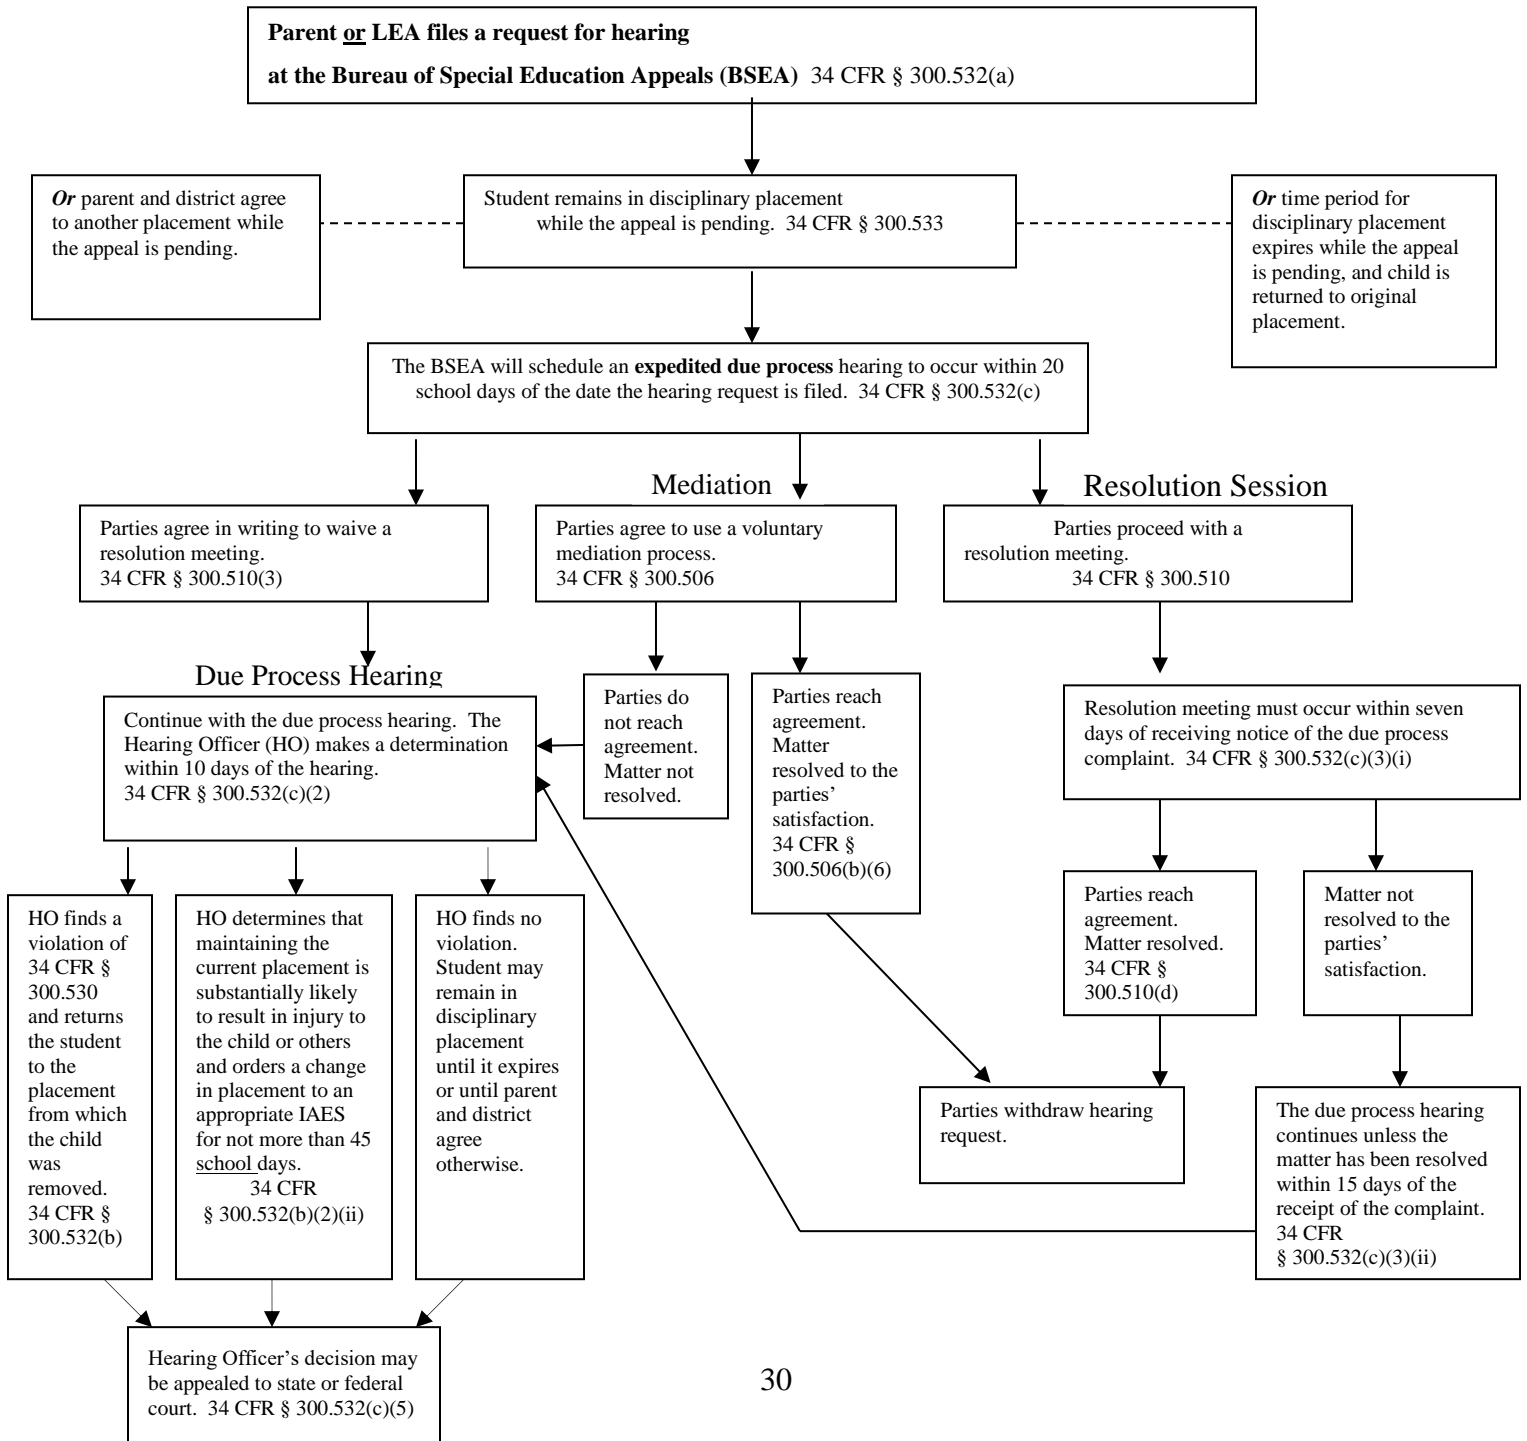 Parent or LEA files a request for hearing
at the Bureau of Special Education Appeals (BSEA) 34 CFR § 300.532(a)
Or parent and district agree
to another placement while
the appeal is pending.
Student remains in disciplinary placement
while the appeal is pending. 34 CFR § 300.533
Or time period for
disciplinary placement
expires while the appeal
is pending, and child is
returned to original
placement.
The BSEA will schedule an expedited due process hearing to occur within 20
school days of the date the hearing request is filed. 34 CFR § 300.532(c)
Mediation
Resolution Session
Parties agree in writing to waive a
resolution meeting.
34 CFR § 300.510(3)
Parties agree to use a voluntary
mediation process.
34 CFR § 300.506
Parties proceed with a
resolution meeting.
34 CFR § 300.510
Due Process Hearing
Continue with the due process hearing. The
Hearing Officer (HO) makes a determination
within 10 days of the hearing.
34 CFR § 300.532(c)(2)
Parties do
not reach
agreement.
Matter not
resolved.
Parties reach
agreement.
Matter
resolved to the
parties’
satisfaction.
34 CFR §
300.506(b)(6)
Resolution meeting must occur within seven
days of receiving notice of the due process
complaint. 34 CFR § 300.532(c)(3)(i)
HO finds a
violation of
34 CFR §
300.530
and returns
the student
to the
placement
from which
the child
was
removed.
34 CFR §
300.532(b)
HO determines that
maintaining the
current placement is
substantially likely
to result in injury to
the child or others
and orders a change
in placement to an
appropriate IAES
for not more than 45
school days.
34 CFR
§ 300.532(b)(2)(ii)
HO finds no
violation.
Student may
remain in
disciplinary
placement
until it expires
or until parent
and district
agree
otherwise.
Parties reach
agreement.
Matter resolved.
34 CFR §
300.510(d)
Matter not
resolved to the
parties’
satisfaction.
Parties withdraw hearing
request.
The due process hearing
continues unless the
matter has been resolved
within 15 days of the
receipt of the complaint.
34 CFR
§ 300.532(c)(3)(ii)
Hearing Officer’s decision may
be appealed to state or federal
court. 34 CFR § 300.532(c)(5)
30